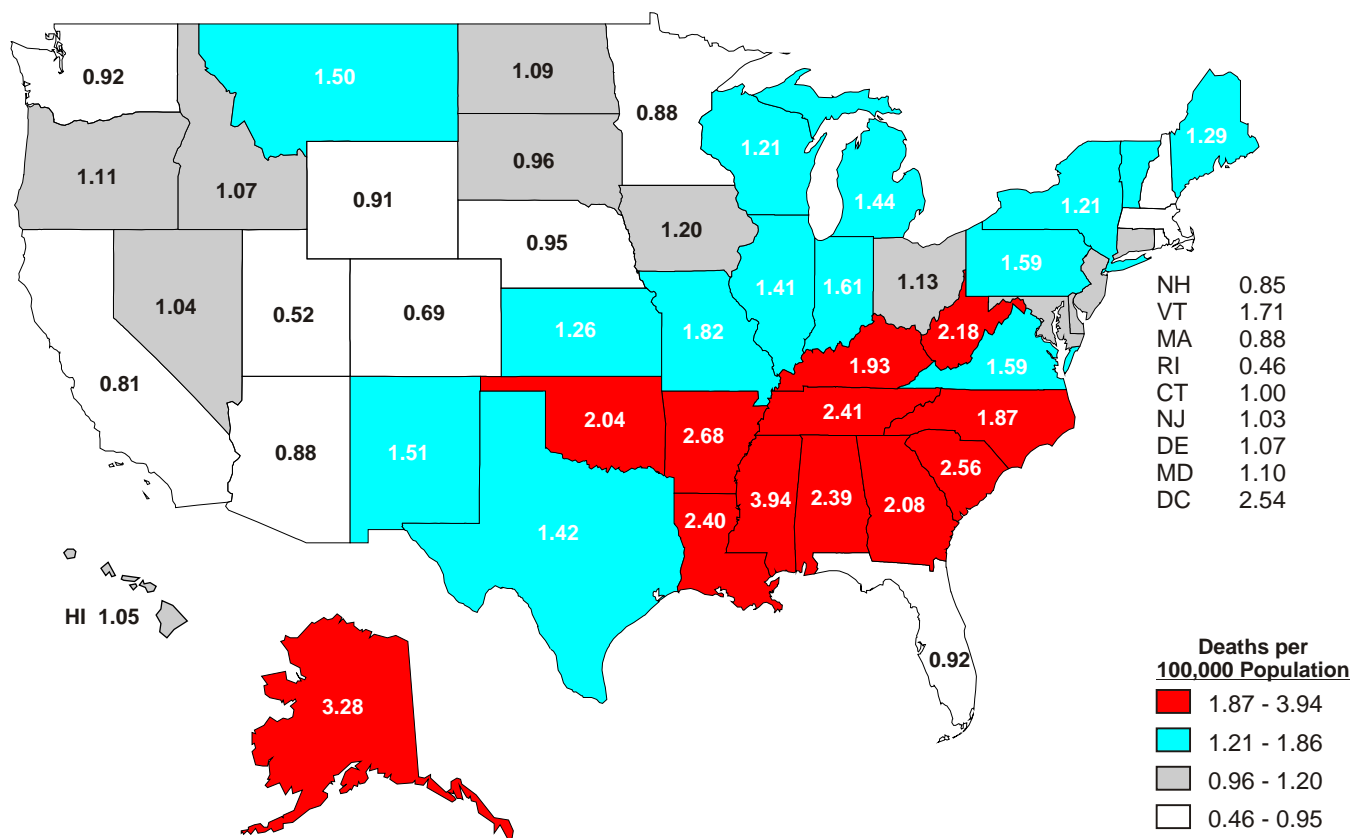 0.92
1.50
1.09
0.88
1.29
1.21
0.96
1.11
1.07
1.44
1.21
0.91
1.20
0.95
1.59
1.13
1.41
1.61
1.04
0.52
0.69
1.26
1.82
2.18
1.93
1.59
0.81
2.41
1.87
2.04
2.68
0.88
1.51
2.56
3.94
2.39
2.08
2.40
1.42
NH 0.85
VT 1.71
MA 0.88
RI 0.46
CT 1.00
NJ 1.03
DE 1.07
MD 1.10
DC 2.54
HI 1.05
0.92
3.28
Deaths per
100,000 Population
1.87 - 3.94
1.21 - 1.86
0.96 - 1.20
0.46 - 0.95